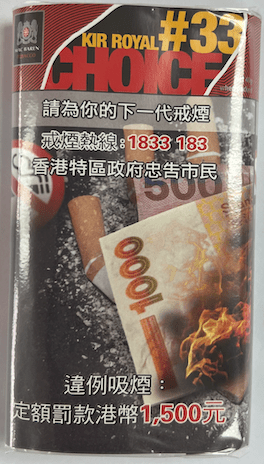 MAC BAREN
KIR ROYAL #33
CHOICE
請為你的下一代戒煙
戒煙熱線：1833 183
香港特區政府忠告市民
500
1000
違例吸煙：
定額罰款港幣1,500元